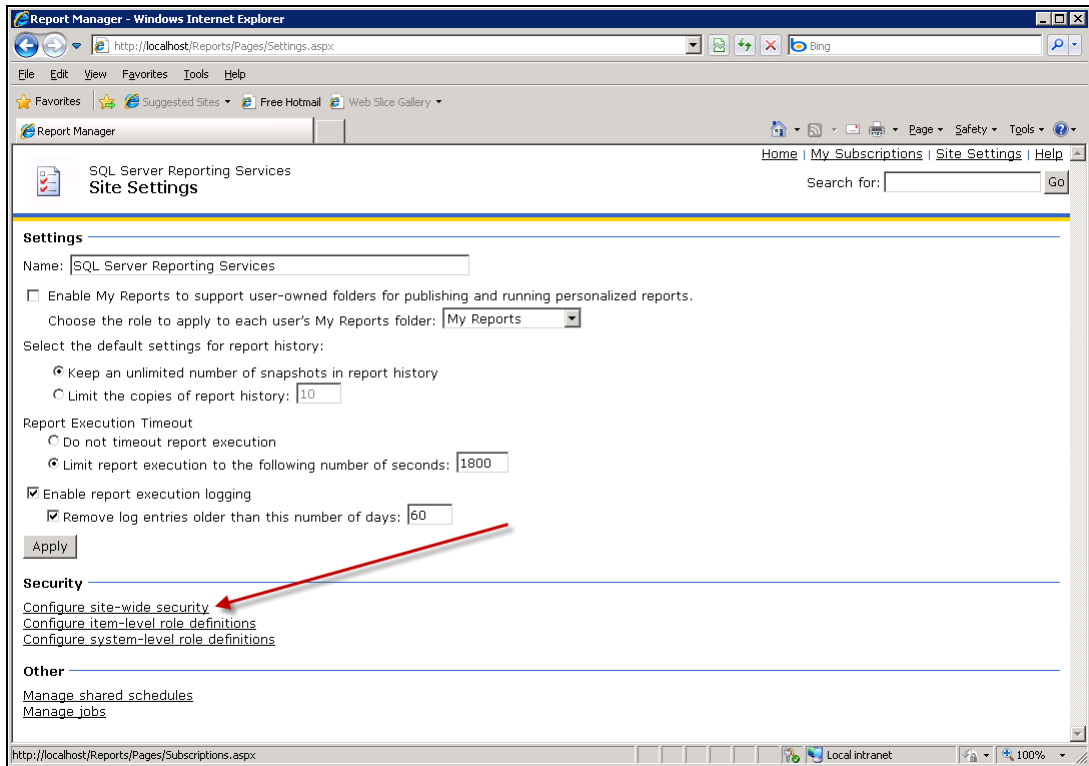 Report Manager - Windows Internet Explorer
http://localhost/Reports/Pages/Settings.aspx
Bing
File Edit View Favorites Tools Help
Favorites Suggested Sites Free Hotmail Web Slice Gallery
Report Manager
Page Safety Tools
Home | My Subscriptions | Site Settings | Help
SQL Server Reporting Services
Site Settings
Search for: Go
Settings
Name: SQL Server Reporting Services
Enable My Reports to support user-owned folders for publishing and running personalized reports.
Choose the role to apply to each user's My Reports folder: My Reports
Select the default settings for report history:
Keep an unlimited number of snapshots in report history
Limit the copies of report history: 10
Report Execution Timeout
Do not timeout report execution
Limit report execution to the following number of seconds: 1800
Enable report execution logging
Remove log entries older than this number of days: 60
Apply
Security
Configure site-wide security
Configure item-level role definitions
Configure system-level role definitions
Other
Manage shared schedules
Manage jobs
http://localhost/Reports/Pages/Subscriptions.aspx Local intranet 100%